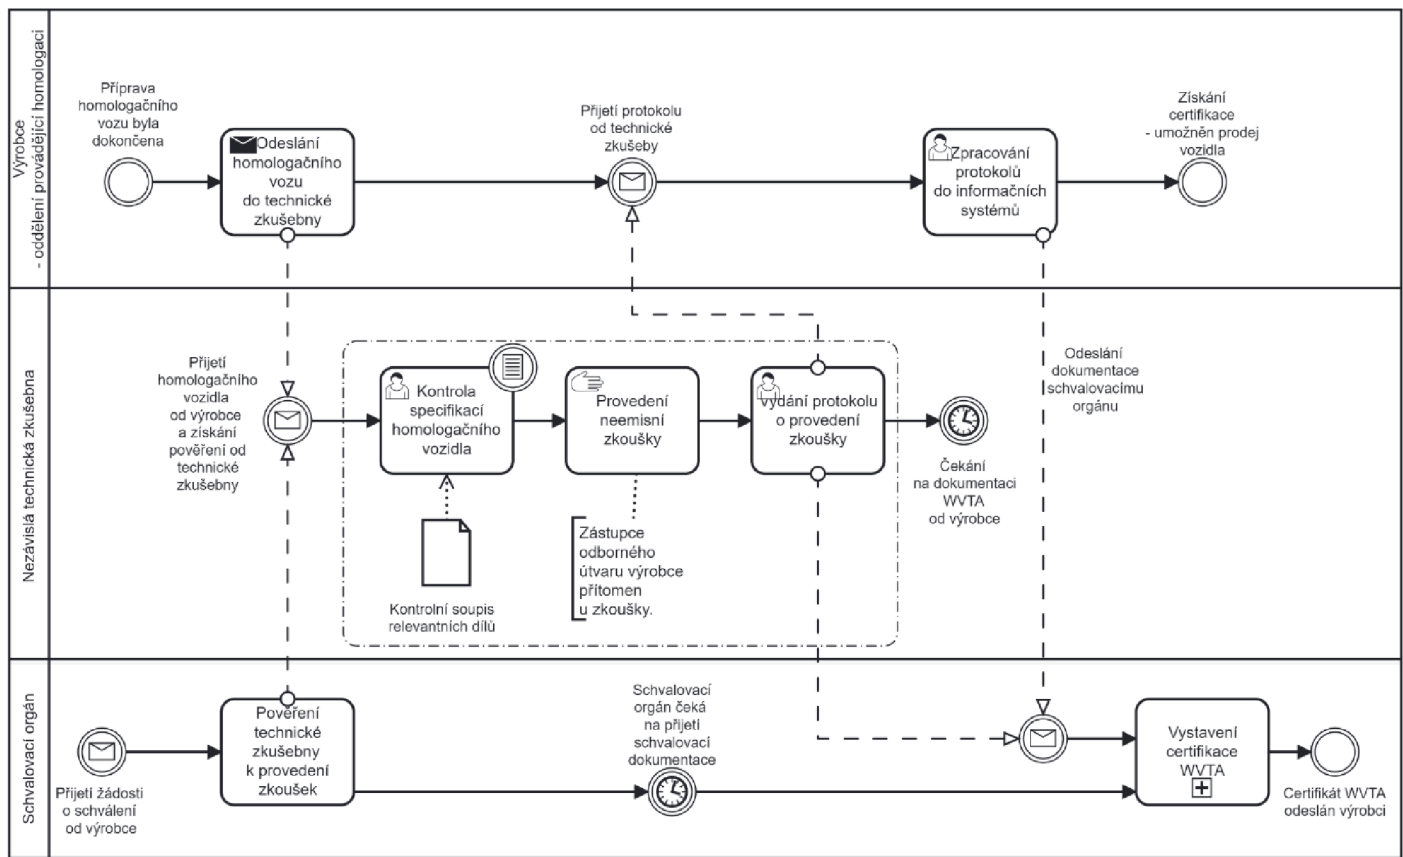 Výrobce
- oddělení provádějící homologaci
Příprava
homologačního
vozu byla
dokončena
Odeslání
homologačního
vozu
do technické
zkušebny
Přijetí protokolu
od technické
zkušeby
Zpracování
protokolů
do informačních
systémů
Získání
certifikace
- umožněn prodej
vozidla
Nezávislá technická zkušebna
Přijetí
homologačního
vozidla
od výrobce
a získání
pověření od
technické
zkušebny
Kontrola
specifikací
homologačního
vozidla
Kontrolní soupis
relevantních dílů
Provedení
neemisní
zkoušky
Zástupce
odborného
útvaru výrobce
přítomen
u zkoušky.
Vydání protokolu
o provedení
zkoušky
Čekání
na dokumentaci
WVTA
od výrobce
Odeslání
dokumentace
schvalovacímu
orgánu
Schvalovací orgán
Přijetí žádosti
o schválení
od výrobce
Pověření
technické
zkušebny
k provedení
zkoušek
Schvalovací
orgán čeká
na přijetí
schvalovací
dokumentace
Vystavení
certifikace
WVTA
Certifikát WVTA
odeslán výrobci